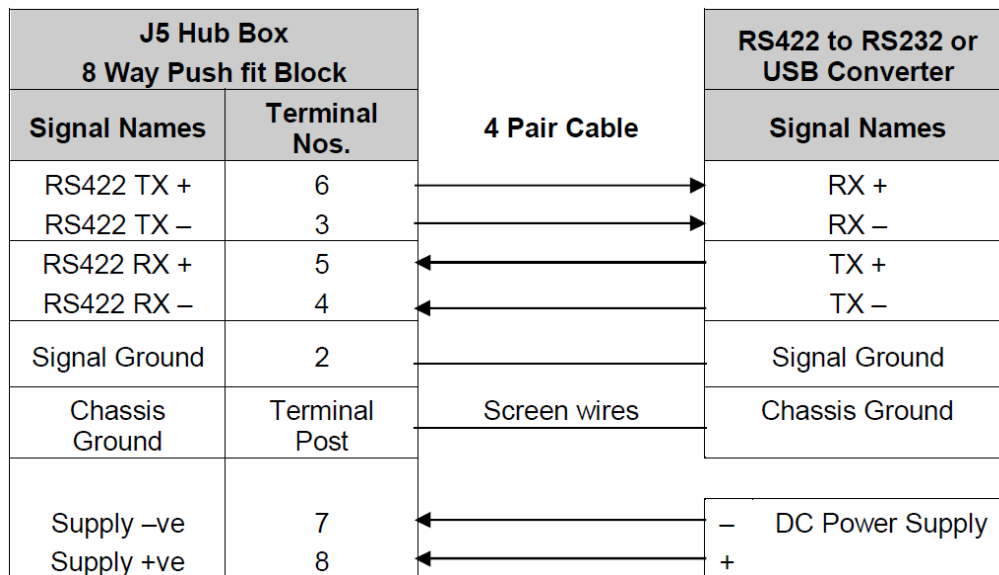 J5 Hub Box
8 Way Push fit Block
RS422 to RS232 or
USB Converter
Signal Names
Terminal
Nos.
4 Pair Cable
Signal Names
RS422 TX + 6 RX +
RS422 TX – 3 RX –
RS422 RX + 5 TX +
RS422 RX – 4 TX –
Signal Ground 2 Signal Ground
Chassis
Ground
Terminal
Post
Screen wires
Chassis Ground
Supply –ve 7 – DC Power Supply
Supply +ve 8 +